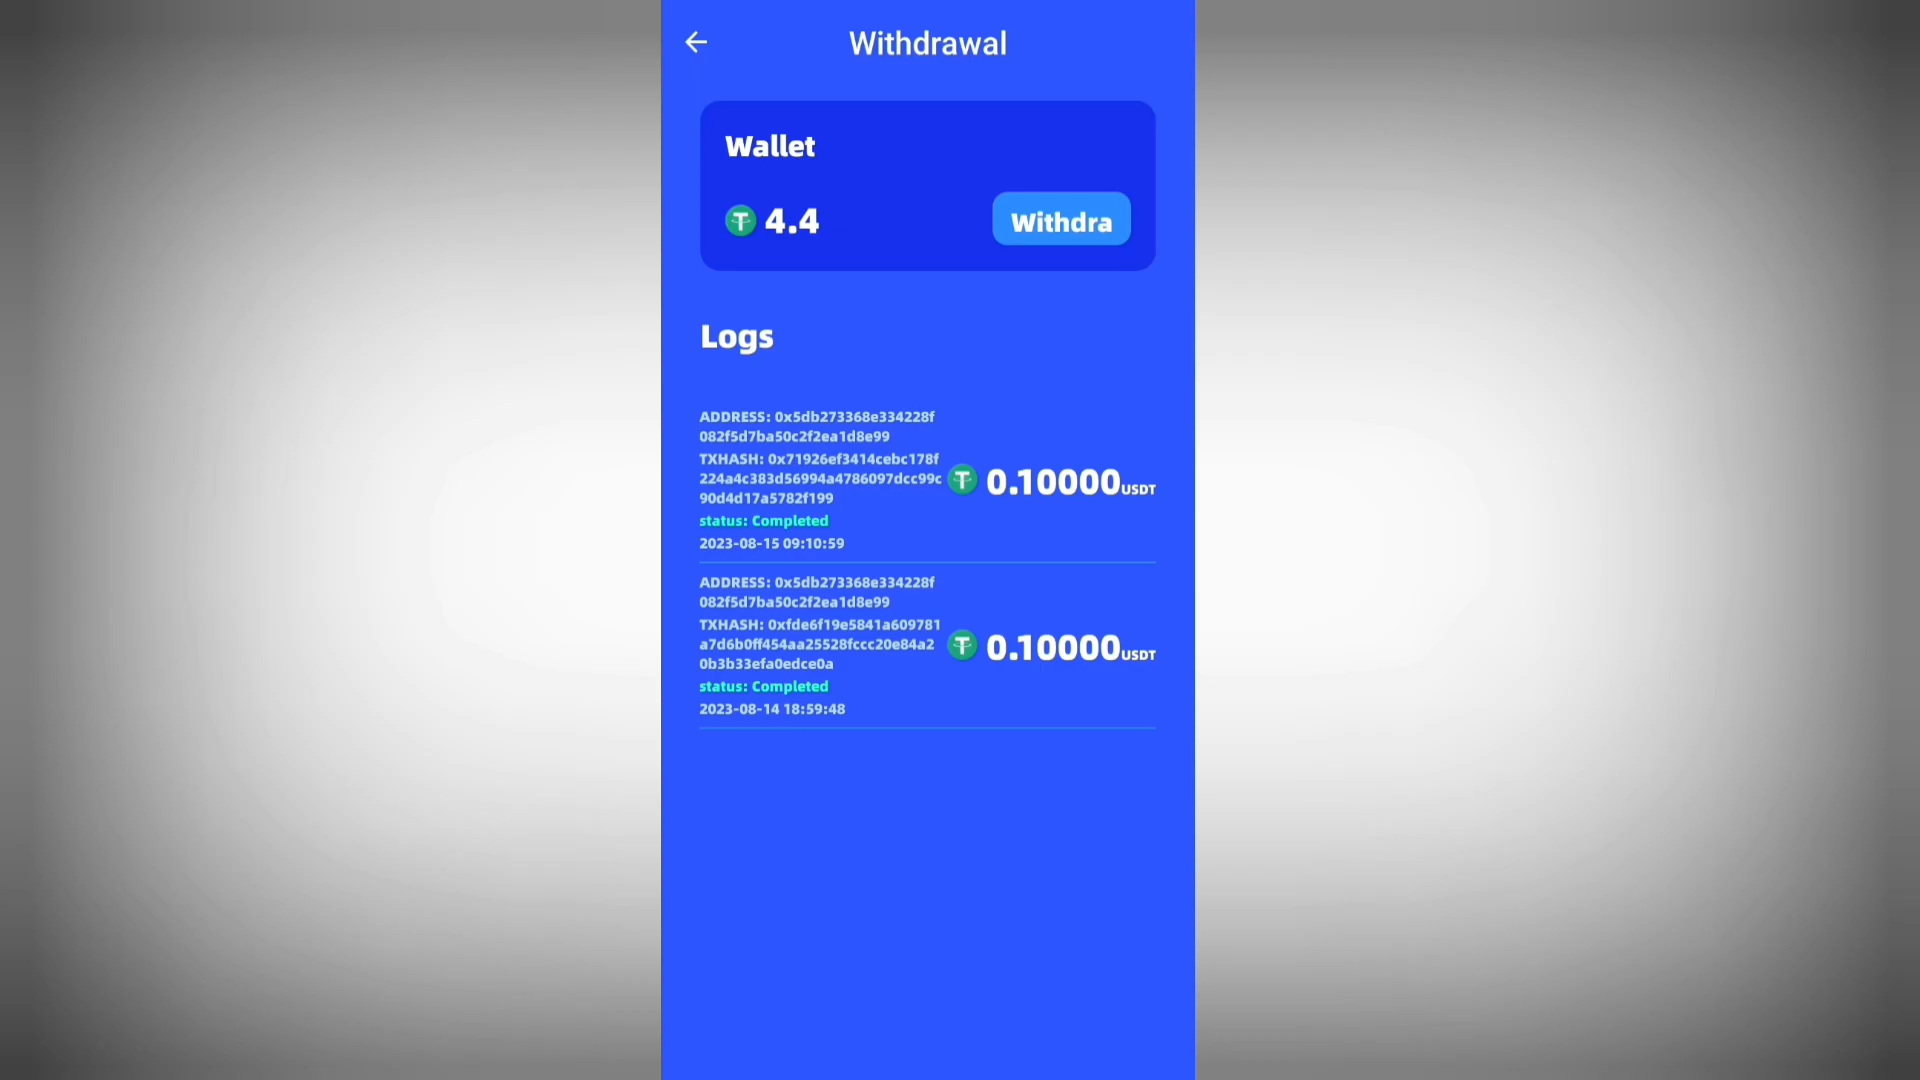 Withdrawal
Wallet
4.4
Withdra
Logs
ADDRESS: 0x5db273368e334228f
082f5d7ba50c2f2ea1d8e99
TXHASH: 0x71926ef3414cebc178f
224a4c383d56994a4786097dcc99c
90d4d17a5782f199
0.10000USDT
status: Completed
2023-08-15 09:10:59
ADDRESS: 0x5db273368e334228f
082f5d7ba50c2f2ea1d8e99
TXHASH: 0xfde6f19e5841a609781
a7d6b0ff454aa25528fccc20e84a2
0b3b33efa0edce0a
0.10000USDT
status: Completed
2023-08-14 18:59:48